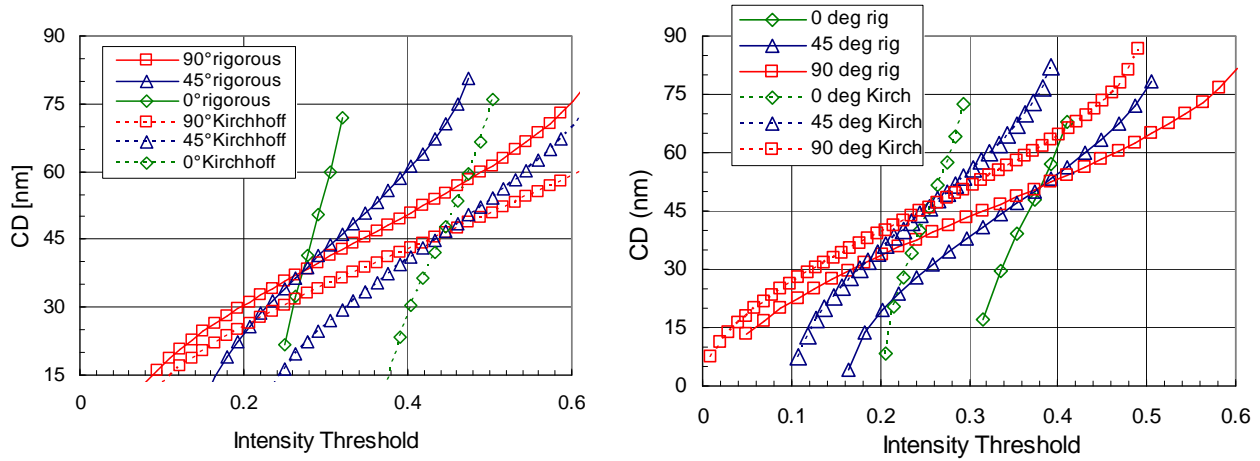 90
75
60
45
30
15
CD [nm]
90°rigorous
45°rigorous
0°rigorous
90°Kirchhoff
45°Kirchhoff
0°Kirchhoff
0
0.2
0.4
0.6
Intensity Threshold
90
75
60
45
30
15
0
CD (nm)
0 deg rig
45 deg rig
90 deg rig
0 deg Kirch
45 deg Kirch
90 deg Kirch
0
0.1
0.2
0.3
0.4
0.5
0.6
Intensity Threshold